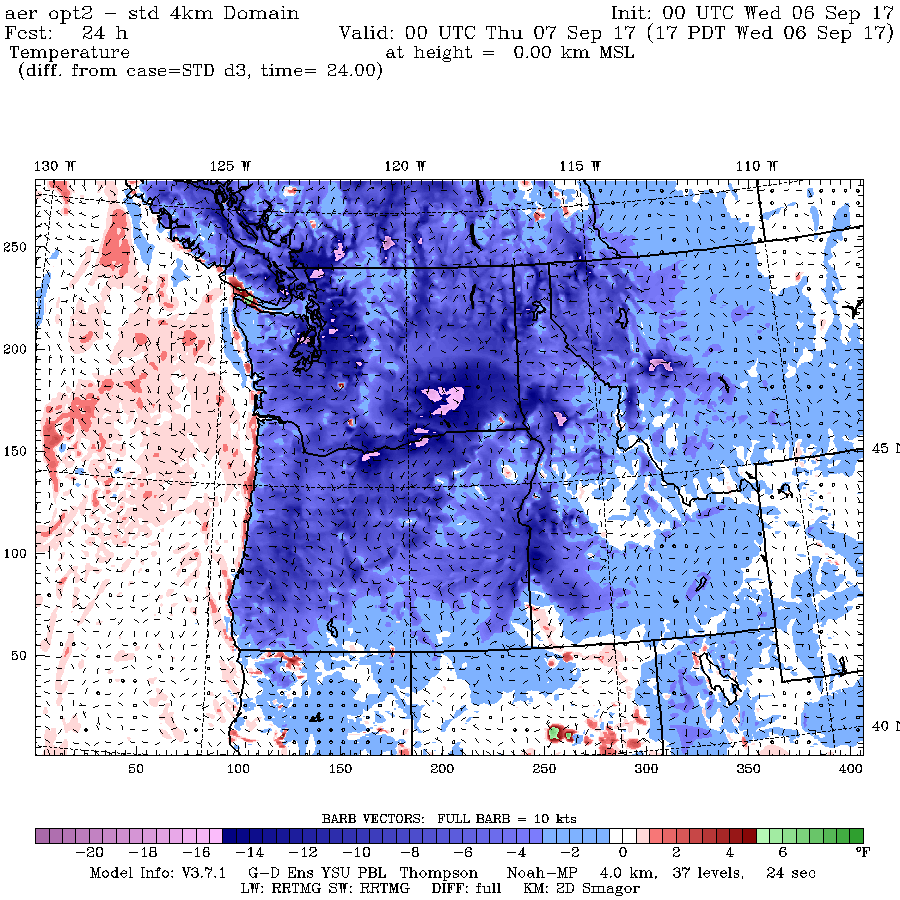 aer opt2 - std 4km Domain Init: 00 UTC Wed 06 Sep 17
Fcst: 24 h Valid: 00 UTC Thu 07 Sep 17 (17 PDT Wed 06 Sep 17)
Temperature at height = 0.00 km MSL
(diff. from case=STD d3, time= 24.00)
130 W 125 W 120 W 115 W 110 W
250
200
150 45 N
100
50
40 N
50 100 150 200 250 300 350 400
BARB VECTORS: FULL BARB = 10 kts
-20 -18 -16 -14 -12 -10 -8 -6 -4 -2 0 2 4 6 °F
Model Info: V3.7.1 G-D Ens YSU PBL Thompson Noah-MP 4.0 km, 37 levels, 24 sec
LW: RRTMG SW: RRTMG DIFF: full KM: 2D Smagor